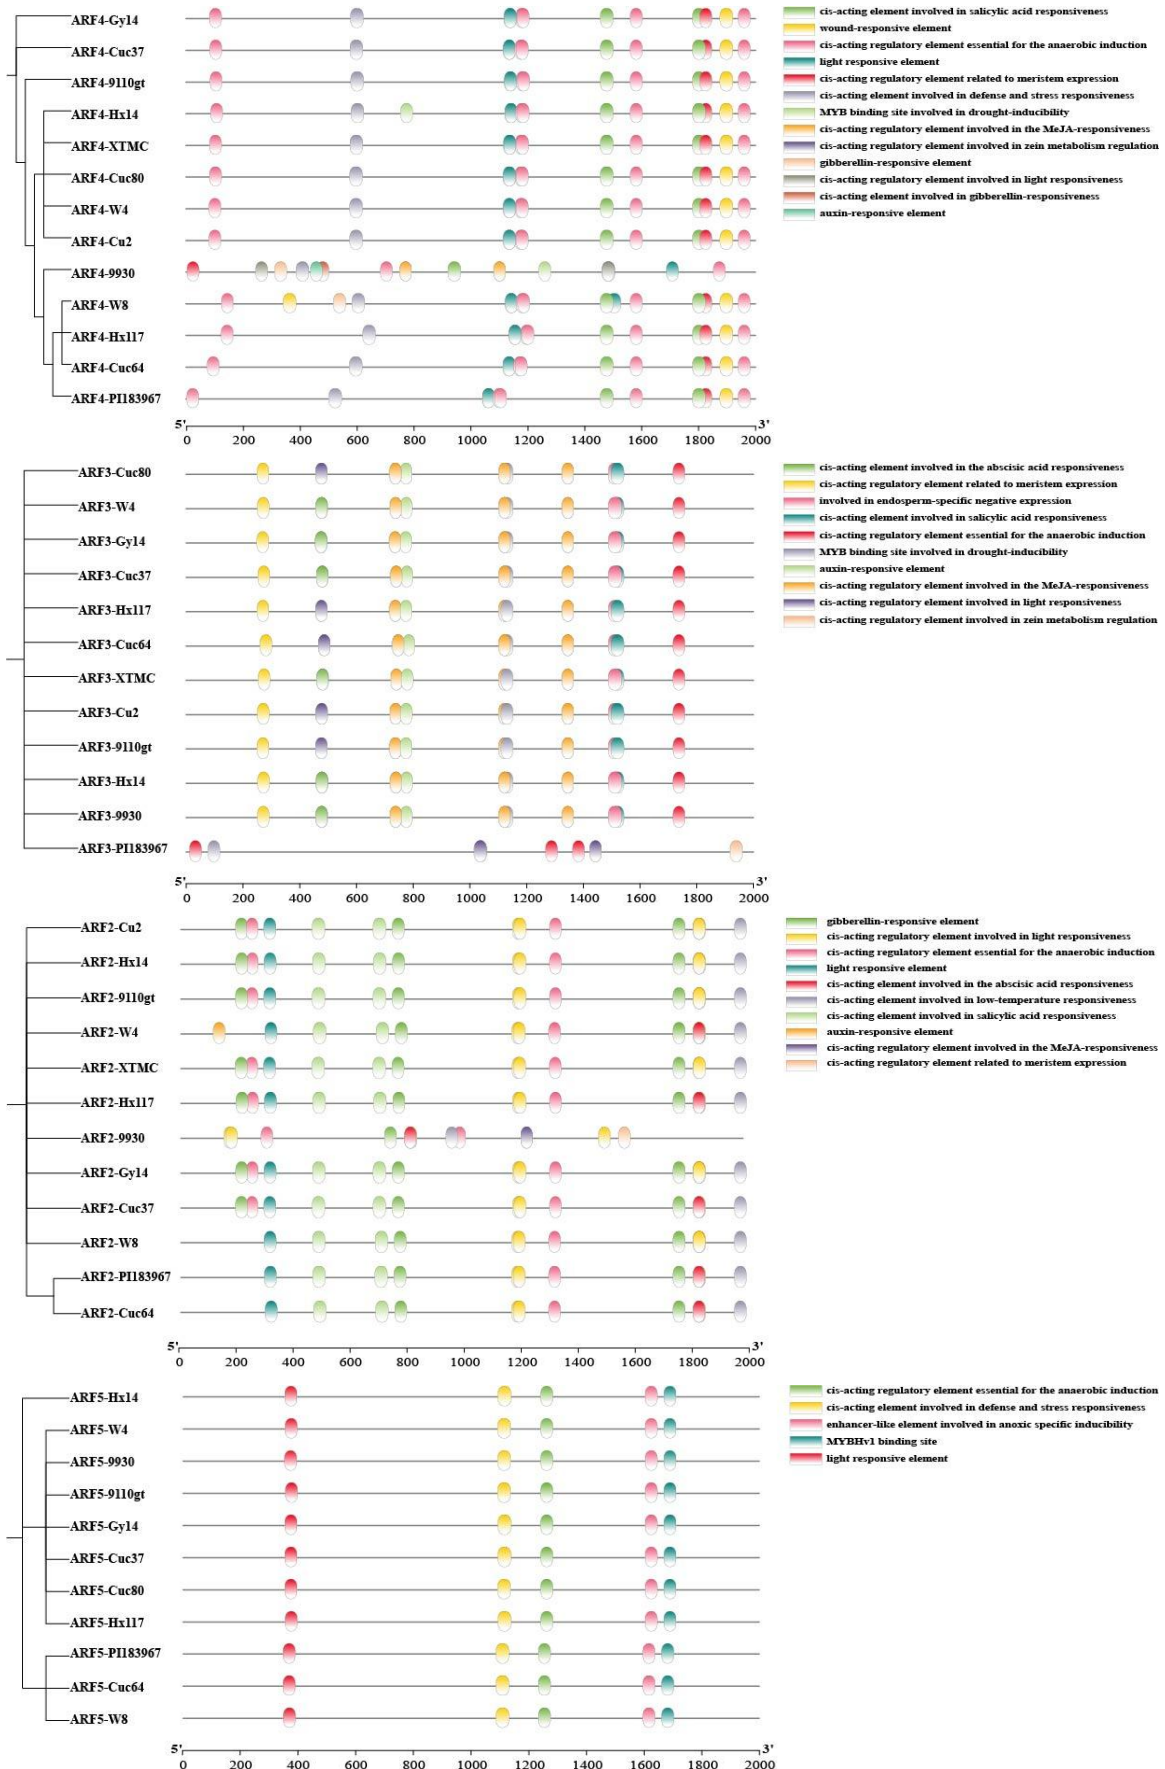 ARF4-Gy14
ARF4-Cuc37
ARF4-9110gt
ARF4-Hx14
ARF4-XTMC
ARF4-Cuc80
ARF4-W4
ARF4-Cu2
ARF4-9930
ARF4-W8
ARF4-Hx117
ARF4-Cuc64
ARF4-PI183967
5' 3'
0 200 400 600 800 1000 1200 1400 1600 1800 2000
cis-acting element involved in salicylic acid responsiveness
wound-responsive element
cis-acting regulatory element essential for the anaerobic induction
light responsive element
cis-acting regulatory element related to meristem expression
cis-acting element involved in defense and stress responsiveness
MYB binding site involved in drought-inducibility
cis-acting regulatory element involved in the MeJA-responsiveness
cis-acting regulatory element involved in zein metabolism regulation
gibberellin-responsive element
cis-acting regulatory element involved in light responsiveness
cis-acting element involved in gibberellin-responsiveness
auxin-responsive element
ARF3-Cuc80
ARF3-W4
ARF3-Gy14
ARF3-Cuc37
ARF3-Hx117
ARF3-Cuc64
ARF3-XTMC
ARF3-Cu2
ARF3-9110gt
ARF3-Hx14
ARF3-9930
ARF3-PI183967
5' 3'
0 200 400 600 800 1000 1200 1400 1600 1800 2000
cis-acting element involved in the abscisic acid responsiveness
cis-acting regulatory element related to meristem expression
involved in endosperm-specific negative expression
cis-acting element involved in salicylic acid responsiveness
cis-acting regulatory element essential for the anaerobic induction
MYB binding site involved in drought-inducibility
auxin-responsive element
cis-acting regulatory element involved in the MeJA-responsiveness
cis-acting regulatory element involved in light responsiveness
cis-acting regulatory element involved in zein metabolism regulation
ARF2-Cu2
ARF2-Hx14
ARF2-9110gt
ARF2-W4
ARF2-XTMC
ARF2-Hx117
ARF2-9930
ARF2-Gy14
ARF2-Cuc37
ARF2-W8
ARF2-PI183967
ARF2-Cuc64
5' 3'
0 200 400 600 800 1000 1200 1400 1600 1800 2000
gibberellin-responsive element
cis-acting regulatory element involved in light responsiveness
cis-acting regulatory element essential for the anaerobic induction
light responsive element
cis-acting element involved in the abscisic acid responsiveness
cis-acting element involved in low-temperature responsiveness
cis-acting element involved in salicylic acid responsiveness
auxin-responsive element
cis-acting regulatory element involved in the MeJA-responsiveness
cis-acting regulatory element related to meristem expression
ARF5-Hx14
ARF5-W4
ARF5-9930
ARF5-9110gt
ARF5-Gy14
ARF5-Cuc37
ARF5-Cuc80
ARF5-Hx117
ARF5-PI183967
ARF5-Cuc64
ARF5-W8
5' 3'
0 200 400 600 800 1000 1200 1400 1600 1800 2000
cis-acting regulatory element essential for the anaerobic induction
cis-acting element involved in defense and stress responsiveness
enhancer-like element involved in anoxic specific inducibility
MYBHv1 binding site
light responsive element